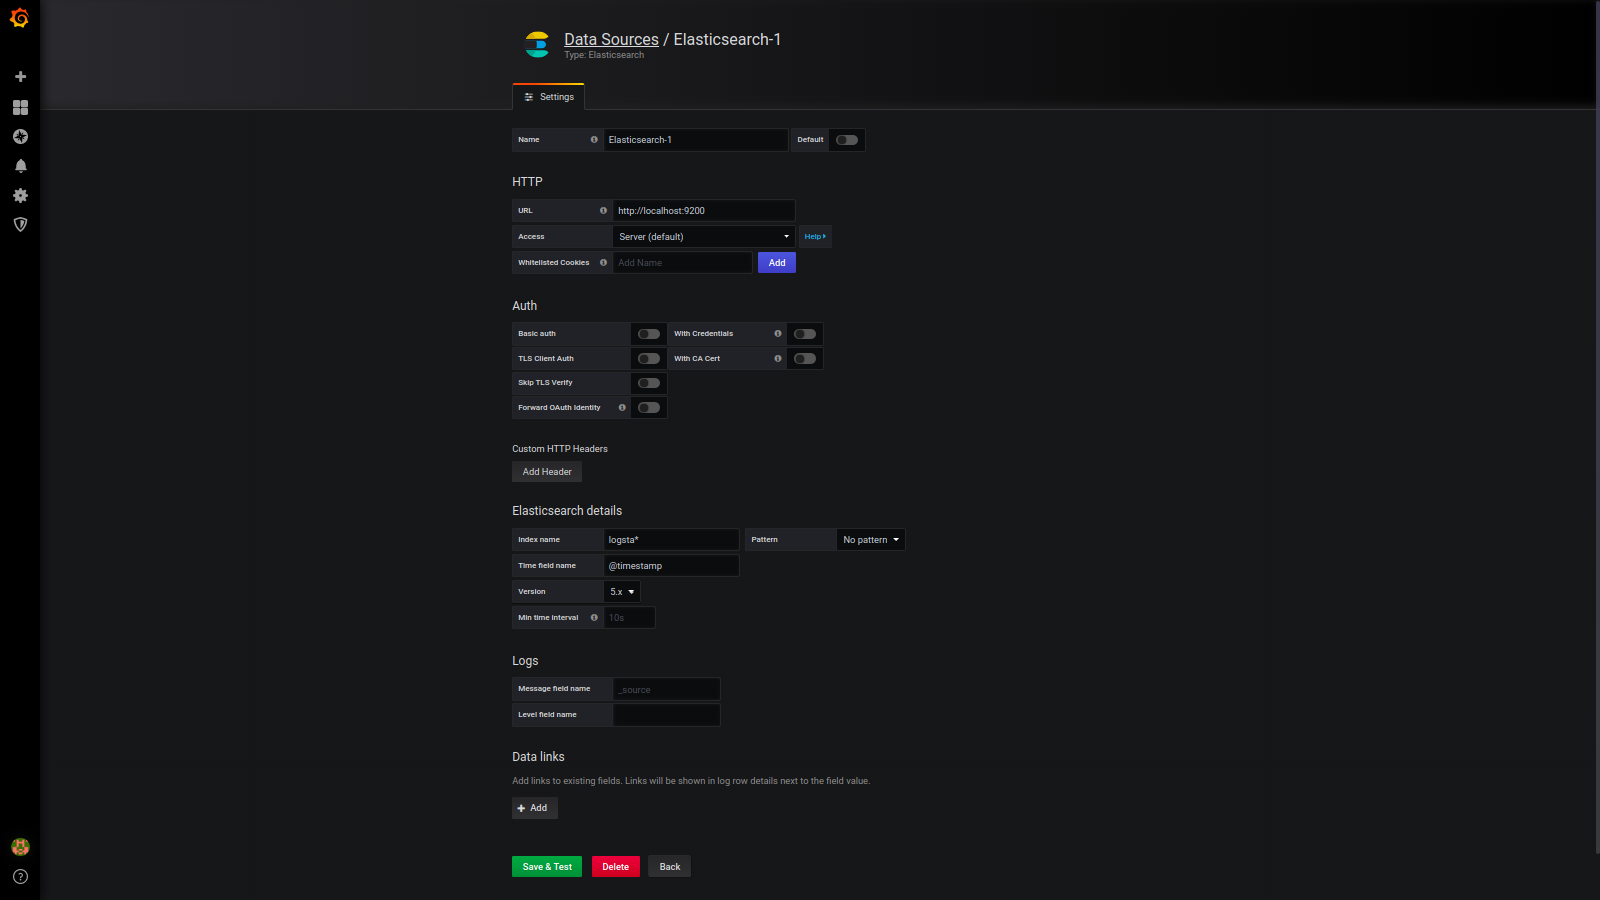 Data Sources / Elasticsearch-1
Type: Elasticsearch
Settings
Name Elasticsearch-1 Default
HTTP
URL http://localhost:9200
Access Server (default) Help
Whitelisted Cookies Add Name Add
Auth
Basic auth With Credentials
TLS Client Auth With CA Cert
Skip TLS Verify
Forward OAuth Identity
Custom HTTP Headers
Add Header
Elasticsearch details
Index name logsta* Pattern No pattern
Time field name @timestamp
Version 5.x
Min time interval 10s
Logs
Message field name _source
Level field name
Data links
Add links to existing fields. Links will be shown in log row details next to the field value.
Add
Save & Test Delete Back